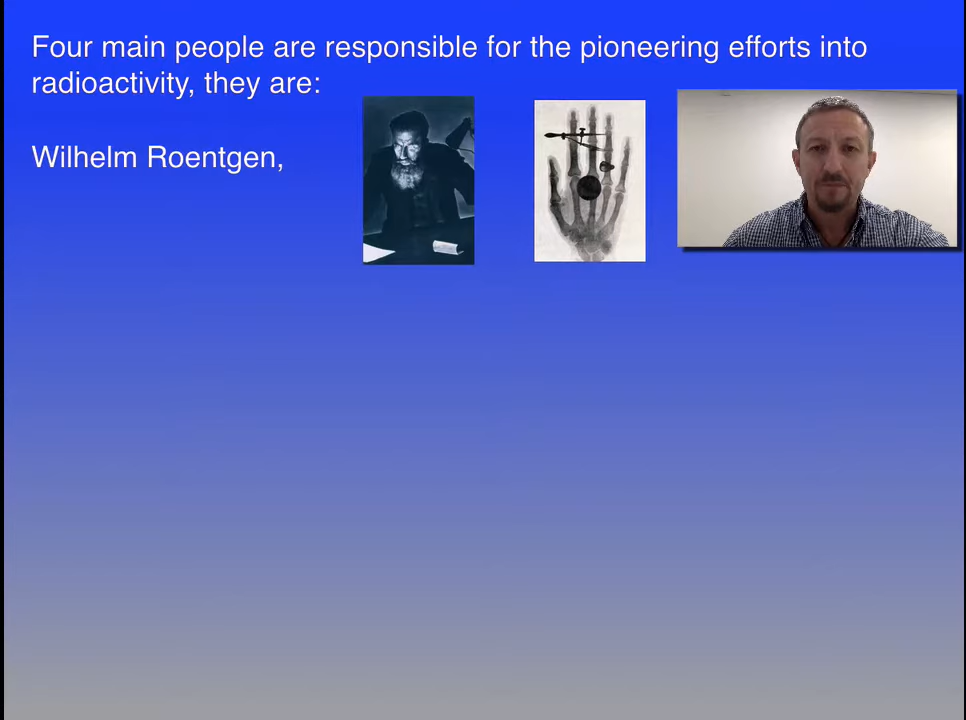 Four main people are responsible for the pioneering efforts into
radioactivity, they are:
Wilhelm Roentgen,